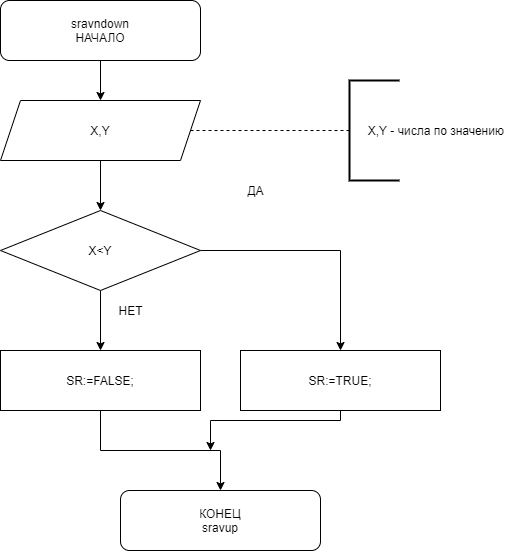 sravndown
НАЧАЛО
X,Y
X,Y - числа по значению
ДА
X<Y
НЕТ
SR:=FALSE;
SR:=TRUE;
КОНЕЦ
sravup